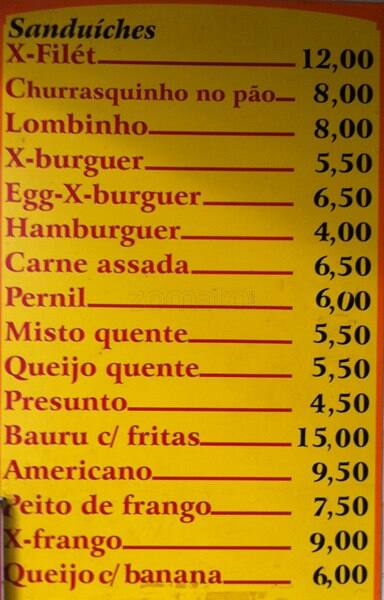 Sanduíches
X-Filét 12,00
Churrasquinho no pão 8,00
Lombinho 8,00
X-burguer 5,50
Egg-X-burguer 6,50
Hamburguer 4,00
Carne assada 6,50
Pernil 6,00
zomato
Misto quente 5,50
Queijo quente 5,50
Presunto 4,50
Bauru c/ fritas 15,00
Americano 9,50
Peito de frango 7,50
X-frango 9,00
Queijo c/ banana 6,00